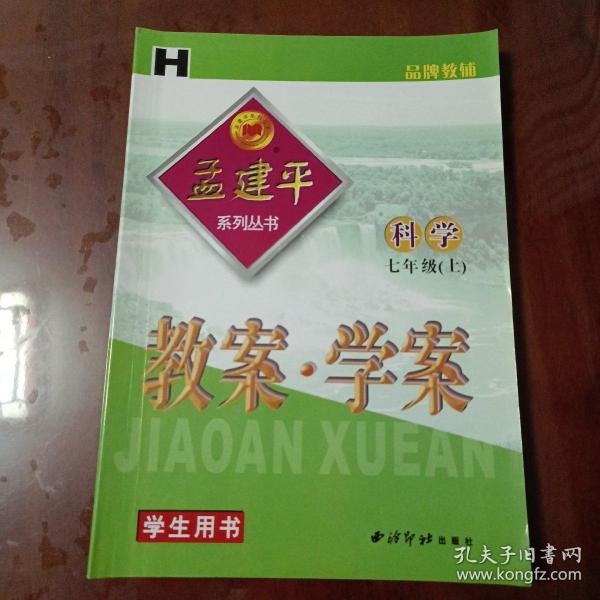 H
品牌教辅
孟建平
系列丛书
科学
七年级(上)
教案·学案
JIAOAN XUEAN
学生用书
西泠印社出版社
孔夫子旧书网
www.kongfz.com